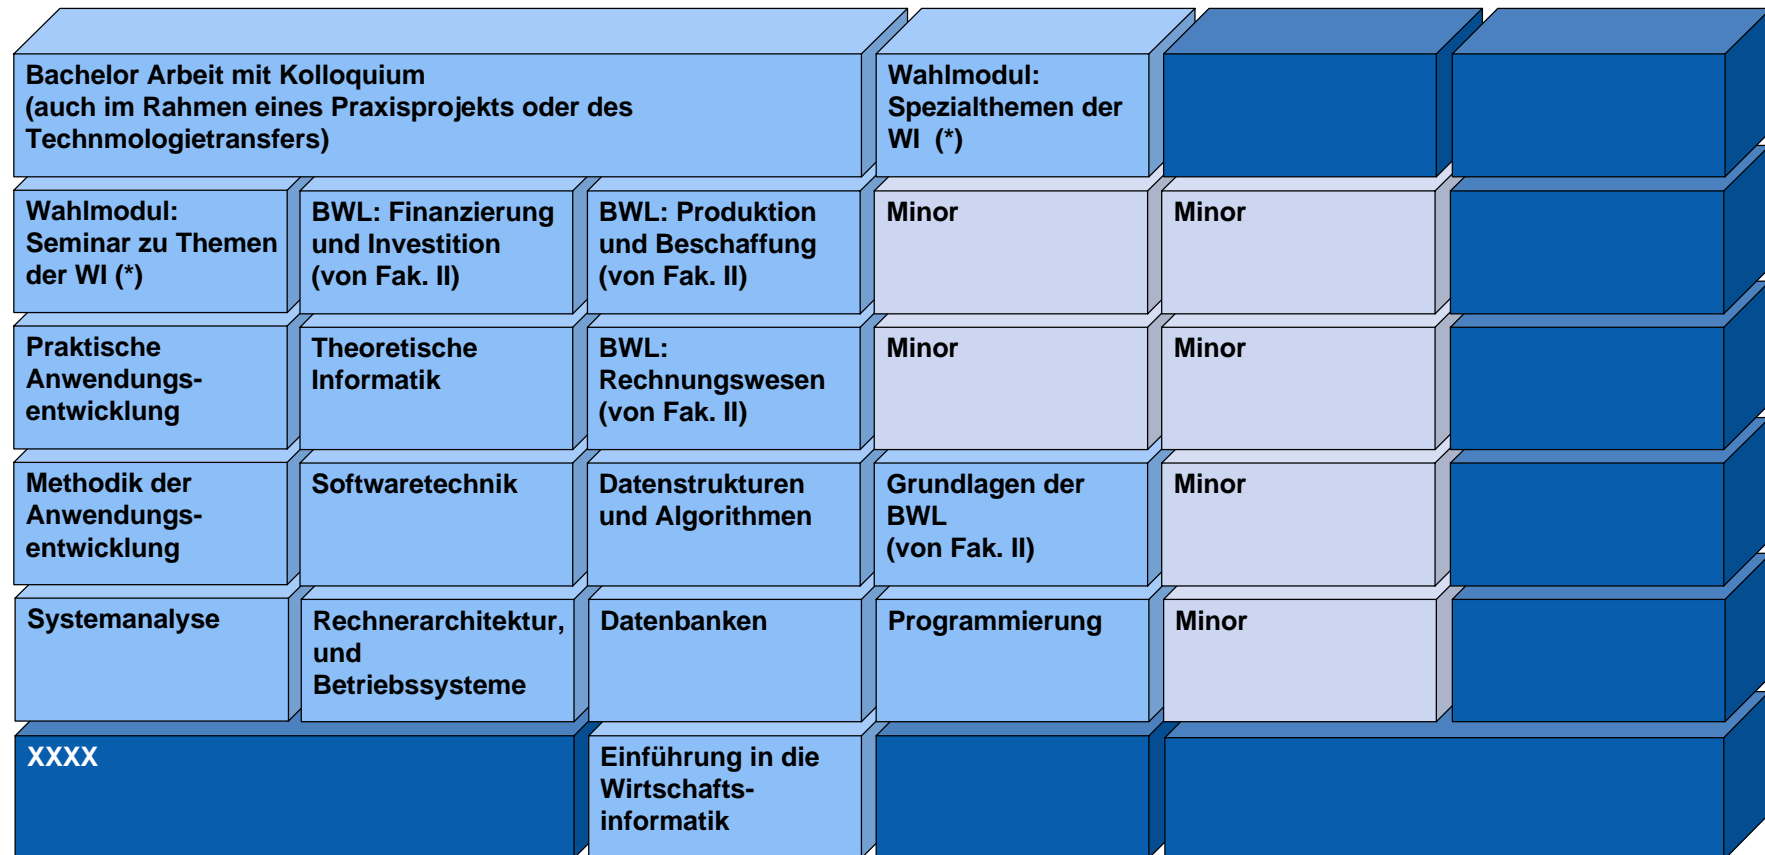 Bachelor Arbeit mit Kolloquium
(auch im Rahmen eines Praxisprojekts oder des
Technmologietransfers)
Wahlmodul:
Spezialthemen der
WI (*)
Wahlmodul:
Seminar zu Themen
der WI (*)
BWL: Finanzierung
und Investition
(von Fak. II)
BWL: Produktion
und Beschaffung
(von Fak. II)
Minor
Minor
Praktische
Anwendungs-
entwicklung
Theoretische
Informatik
BWL:
Rechnungswesen
(von Fak. II)
Minor
Minor
Methodik der
Anwendungs-
entwicklung
Softwaretechnik
Datenstrukturen
und Algorithmen
Grundlagen der
BWL
(von Fak. II)
Minor
Systemanalyse
Rechnerarchitektur,
und
Betriebssysteme
Datenbanken
Programmierung
Minor
XXXX
Einführung in die
Wirtschafts-
informatik